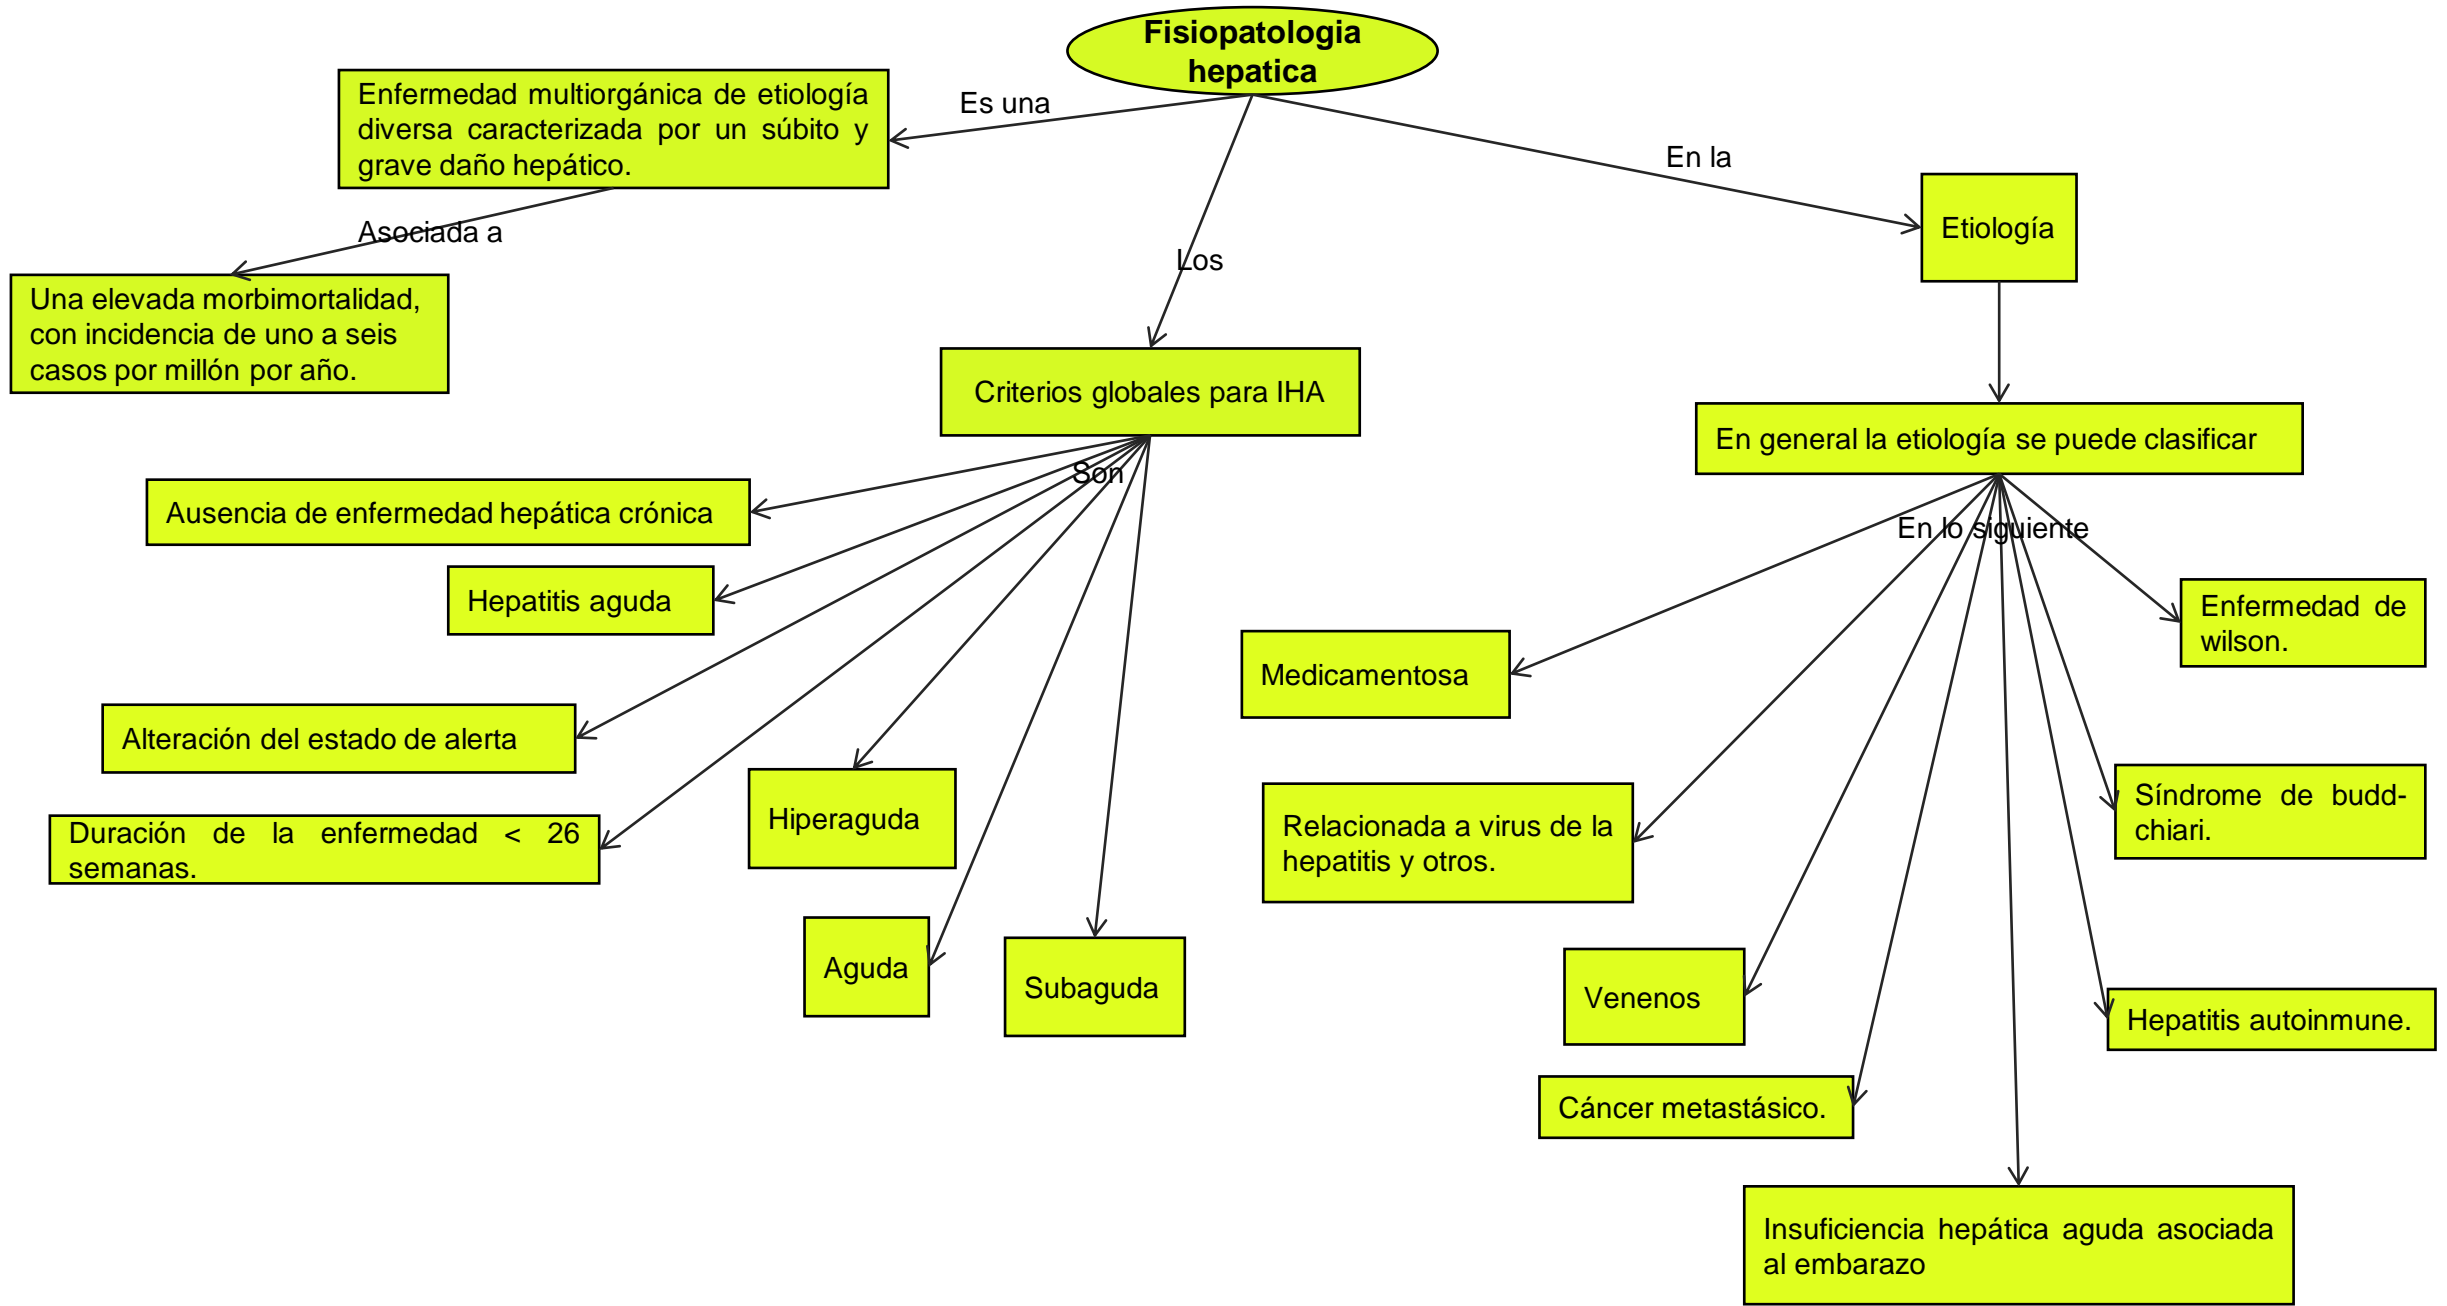 Fisiopatologia
hepatica
Es una
Enfermedad multiorgánica de etiología
diversa caracterizada por un súbito y
grave daño hepático.
Asociada a
Una elevada morbimortalidad,
con incidencia de uno a seis
casos por millón por año.
Los
Criterios globales para IHA
Son
Ausencia de enfermedad hepática crónica
Hepatitis aguda
Alteración del estado de alerta
Duración de la enfermedad < 26
semanas.
Hiperaguda
Aguda
Subaguda
En la
Etiología
En general la etiología se puede clasificar
En lo siguiente
Medicamentosa
Relacionada a virus de la
hepatitis y otros.
Venenos
Cáncer metastásico.
Insuficiencia hepática aguda asociada
al embarazo
Hepatitis autoinmune.
Síndrome de budd-
chiari.
Enfermedad de
wilson.